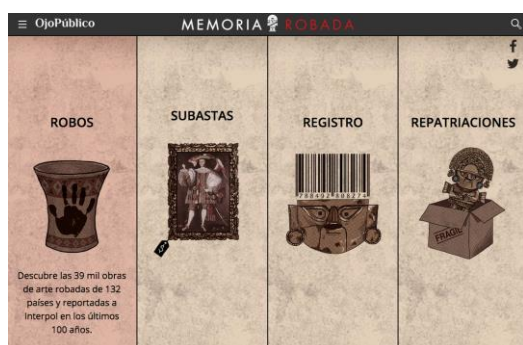 OjoPúblico
MEMORIA ROBADA
ROBOS
SUBASTAS
REGISTRO
REPATRIACIONES
Descubre las 39 mil obras
de arte robadas de 132
países y reportadas a
Interpol en los últimos
100 años.
FRÁGIL